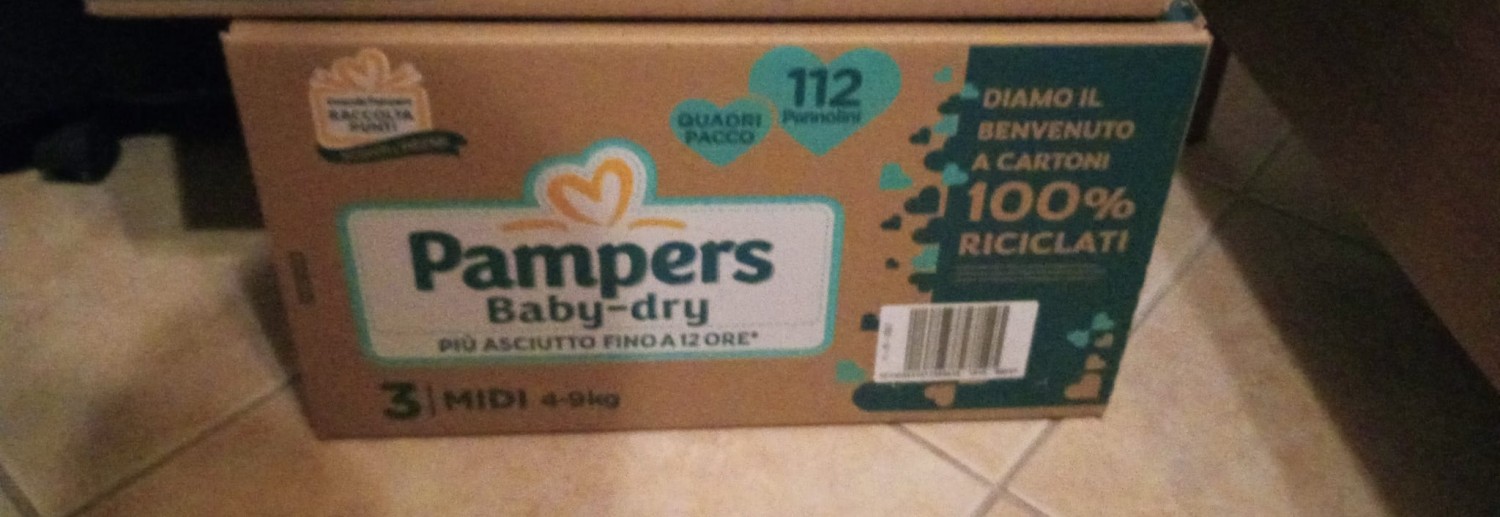 RACCOLTA
PUNTI
QUADRI
PACCO
112
Pannolini
DIAMO IL
BENVENUTO
A CARTONI
100%
RICICLATI
Pampers
Baby-dry
PIÙ ASCIUTTO FINO A 12 ORE*
3 | MIDI 4-9kg